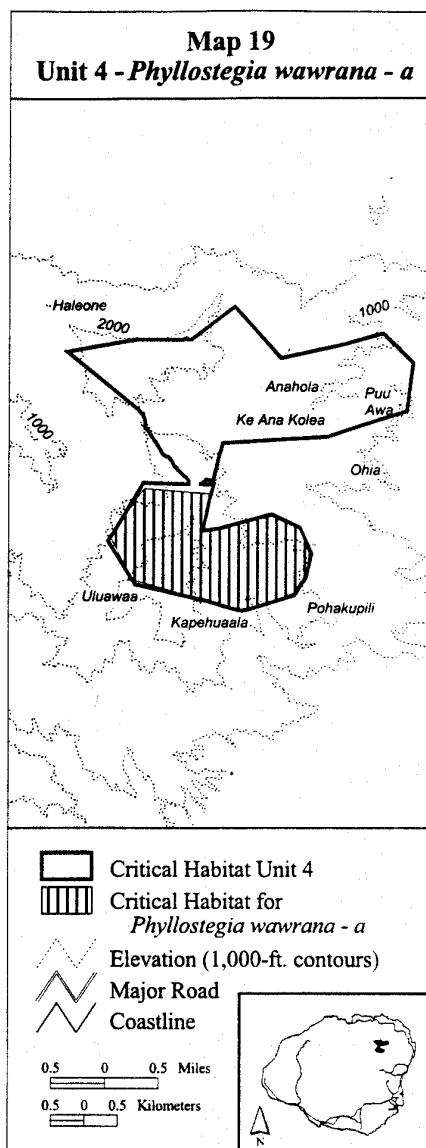 Map 19
Unit 4 - Phyllostegia wawrana - a
Haleone
2000
1000
Anahola
Puu
Awa
Ke Ana Kolea
1000
Ohia
Uluawaa
Pohakupili
Kapehuaala
Critical Habitat Unit 4
Critical Habitat for
Phyllostegia wawrana - a
Elevation (1,000-ft. contours)
Major Road
Coastline
0.5 0 0.5 Miles
0.5 0 0.5 Kilometers
N